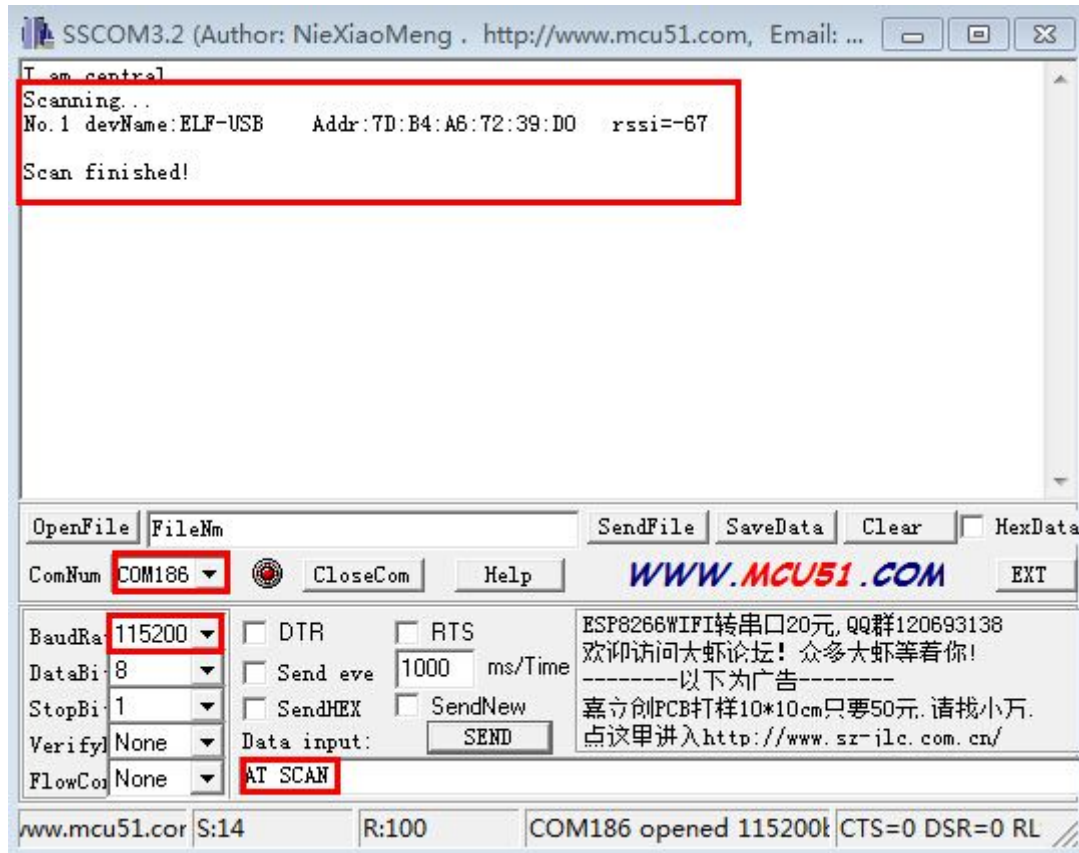 SSCOM3.2 (Author: NieXiaoMeng . http://www.mcu51.com, Email: ...
I am central
Scanning...
No.1 devName:ELF-USB Addr:7D:B4:A6:72:39:D0 rssi=-67
Scan finished!
OpenFile FileNm SendFile SaveData Clear HexData
ComNum COM186 CloseCom Help WWW.MCU51.COM EXT
BaudRa 115200 DTR RTS
DataBi 8 Send eve 1000 ms/Time
StopBi 1 SendHEX SendNew
Verify None Data input: SEND
FlowCo None AT SCAN
ESP8266WIFI转串口20元,QQ群120693138
欢迎访问大虾论坛! 众多大虾等着你!
--------以下为广告--------
嘉立创PCB打样10*10cm只要50元.请找小万.
点这里进入http://www.sz-jlc.com.cn/
www.mcu51.cor S:14 R:100 COM186 opened 115200 CTS=0 DSR=0 RL